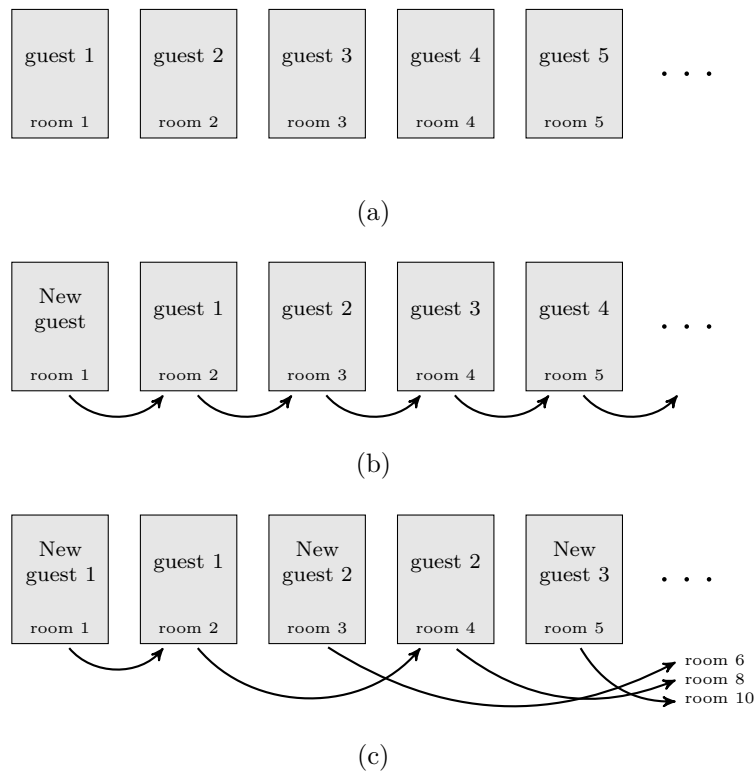 guest 1 guest 2 guest 3 guest 4 guest 5 . . .
room 1 room 2 room 3 room 4 room 5
(a)
New
guest guest 1 guest 2 guest 3 guest 4 . . .
room 1 room 2 room 3 room 4 room 5
(b)
New guest 1 New guest 2 New . . .
guest 1 guest 2 guest 3
room 1 room 2 room 3 room 4 room 5
room 6
room 8
room 10
(c)